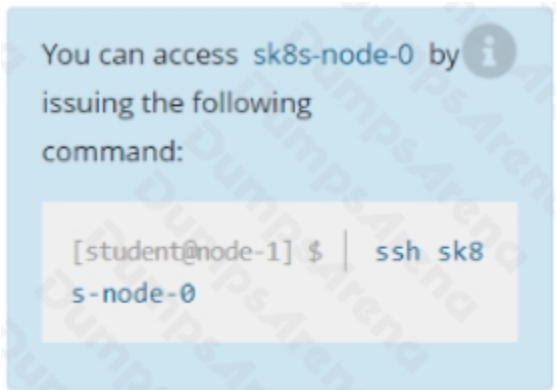 You can access sk8s-node-0 by
issuing the following
command:
[student@node-1] $ | ssh sk8
s-node-0